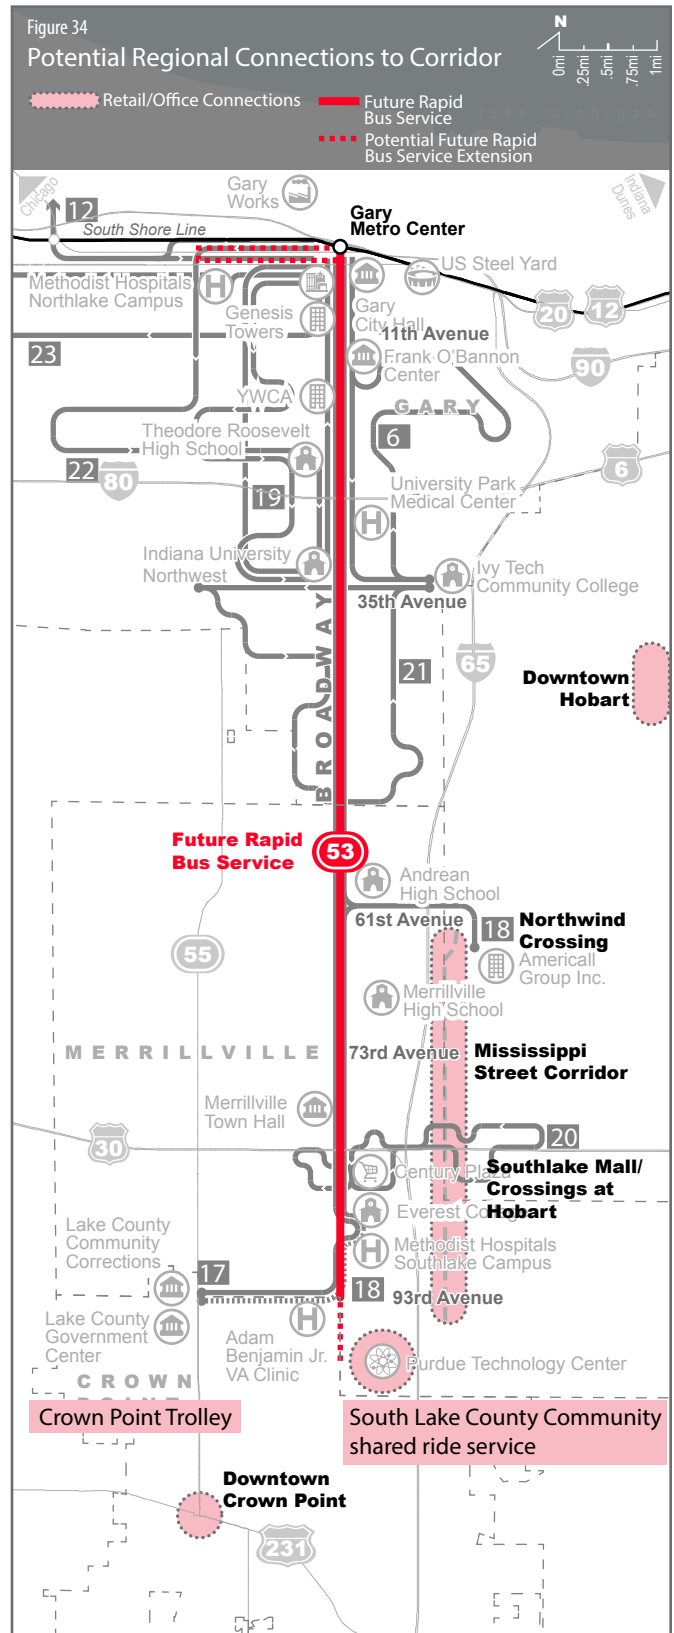 Figure 34
Potential Regional Connections to Corridor
N
0mi
.25mi
.5mi
.75mi
1mi
Retail/Office Connections
Future Rapid
Bus Service
Potential Future Rapid
Bus Service Extension
lake michigan
Chicago
12
Gary
Works
Indiana
Dunes
South Shore Line
Gary
Metro Center
US Steel Yard
Methodist Hospitals
Northlake Campus
H
Genesis
Towers
Gary
City Hall
20
12
11th Avenue
23
Frank O'Bannon
Center
90
YWCA
GARY
Theodore Roosevelt
High School
6
22
80
6
19
University Park
Medical Center
H
Indiana University
Northwest
Ivy Tech
Community College
35th Avenue
BROADWAY
65
21
Downtown
Hobart
Future Rapid
Bus Service
53
Andrean
High School
61st Avenue
18
Northwind
Crossing
55
Americall
Group Inc.
Merrillville
High School
MERRILLVILLE
73rd Avenue
Mississippi
Street Corridor
Merrillville
Town Hall
30
20
Century Plaza
Southlake Mall/
Crossings at
Hobart
Everest
Lake County
Community
Corrections
H
Methodist Hospitals
Southlake Campus
17
18
93rd Avenue
Lake County
Government
Center
H
Adam
Benjamin Jr.
VA Clinic
Purdue Technology Center
CROWN
Crown Point Trolley
South Lake County Community
shared ride service
Downtown
Crown Point
231